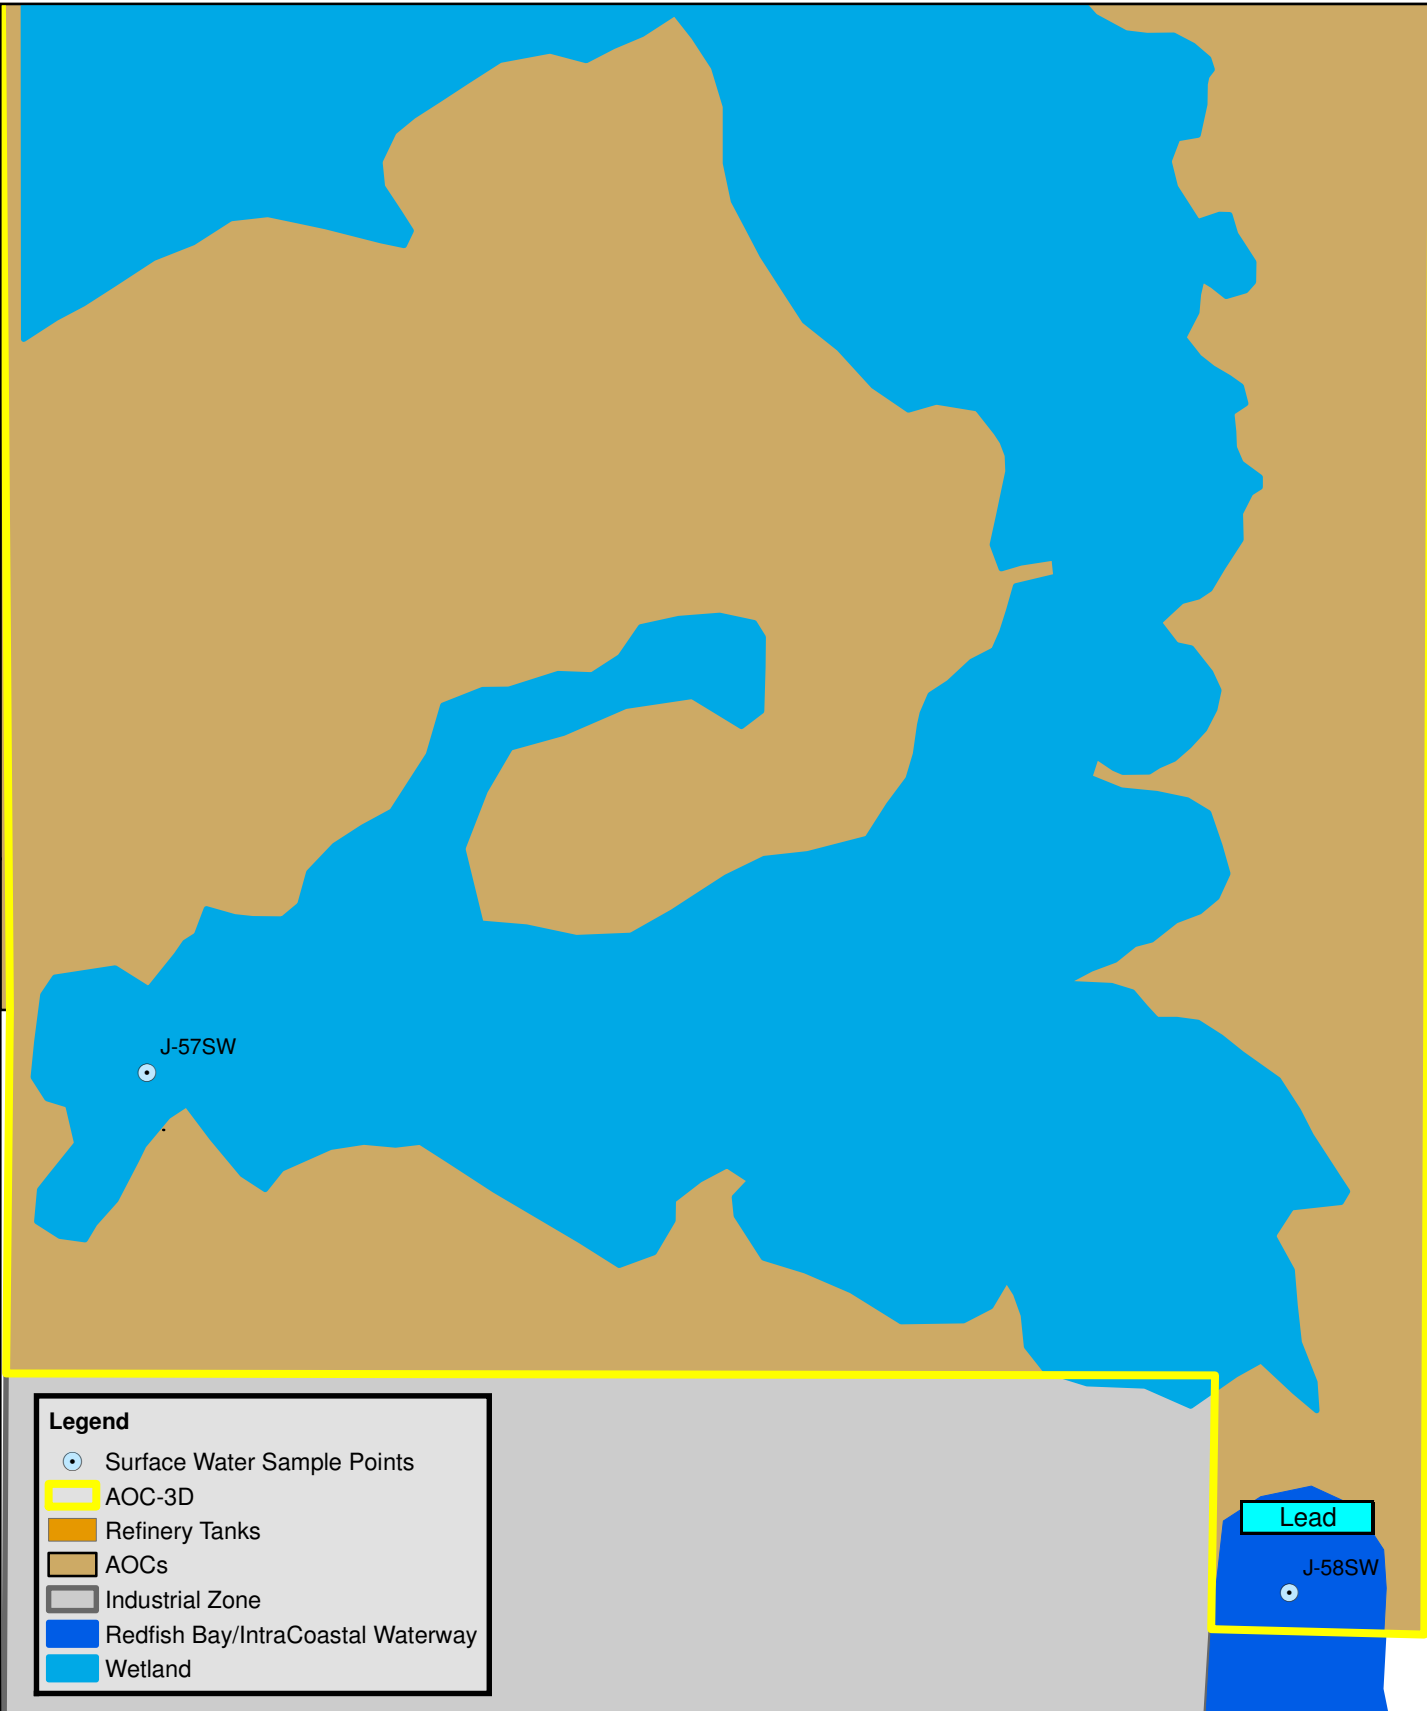 J-57SW
Legend
Surface Water Sample Points
AOC-3D
Refinery Tanks
AOCs
Industrial Zone
Redfish Bay/IntraCoastal Waterway
Wetland
Lead
J-58SW